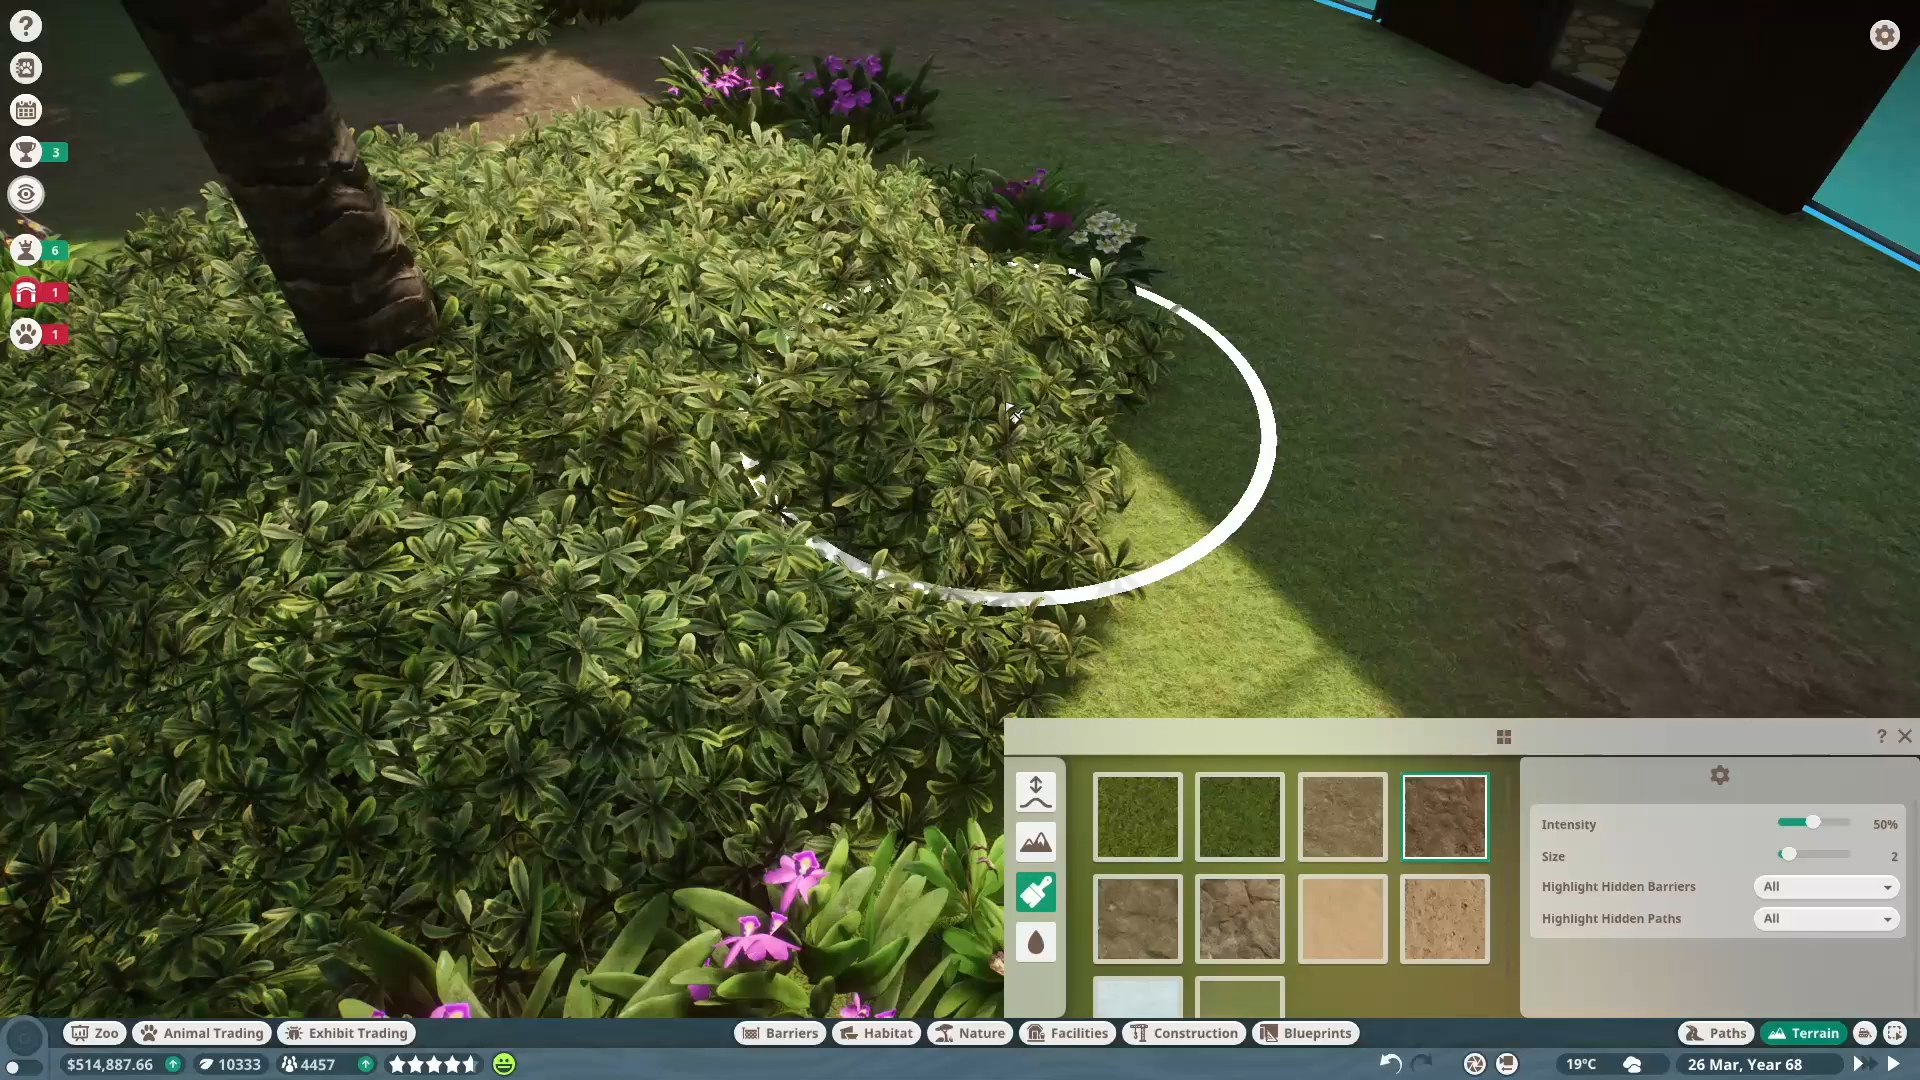 ?
3
6
1
1
?
Intensity 50%
Size 2
Highlight Hidden Barriers All
Highlight Hidden Paths All
Zoo Animal Trading Exhibit Trading Barriers Habitat Nature Facilities Construction Blueprints Paths Terrain
$514,887.66 10333 4457 19°C 26 Mar, Year 68